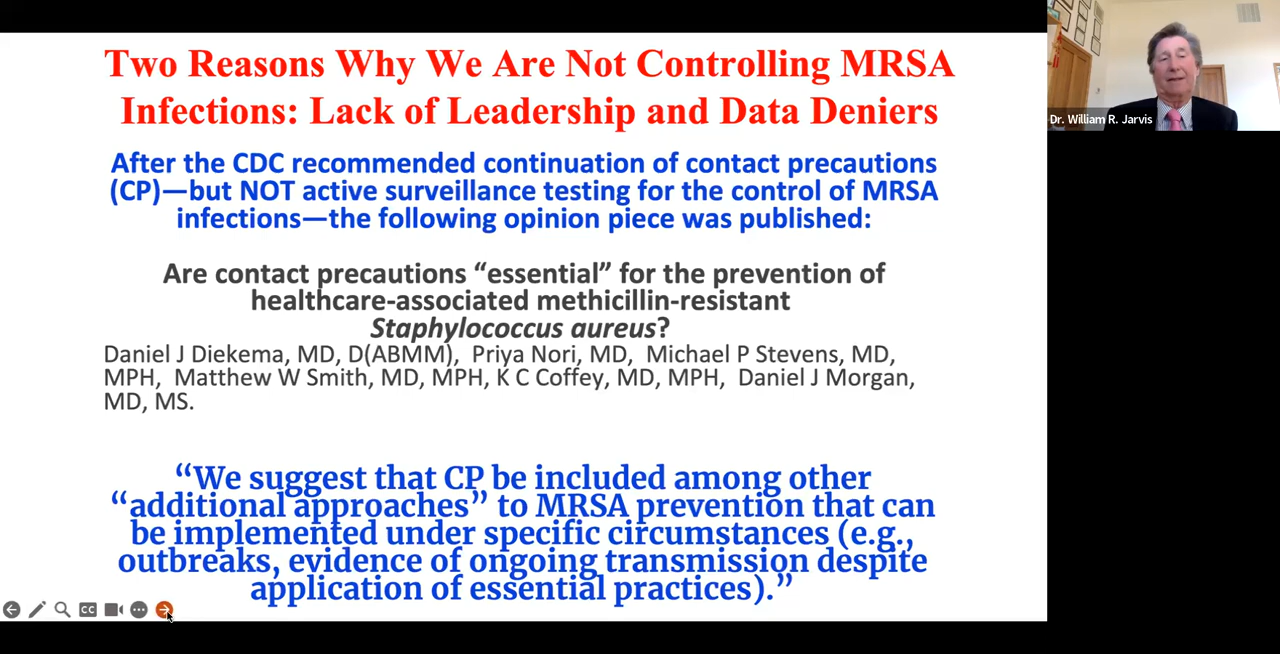 Two Reasons Why We Are Not Controlling MRSA
Infections: Lack of Leadership and Data Deniers
After the CDC recommended continuation of contact precautions
(CP)—but NOT active surveillance testing for the control of MRSA
infections—the following opinion piece was published:
Are contact precautions “essential” for the prevention of
healthcare-associated methicillin-resistant
Staphylococcus aureus?
Daniel J Diekema, MD, D(ABMM), Priya Nori, MD, Michael P Stevens, MD,
MPH, Matthew W Smith, MD, MPH, K C Coffey, MD, MPH, Daniel J Morgan,
MD, MS.
“We suggest that CP be included among other
“additional approaches” to MRSA prevention that can
be implemented under specific circumstances (e.g.,
outbreaks, evidence of ongoing transmission despite
application of essential practices).”
CC
Dr. William R. Jarvis